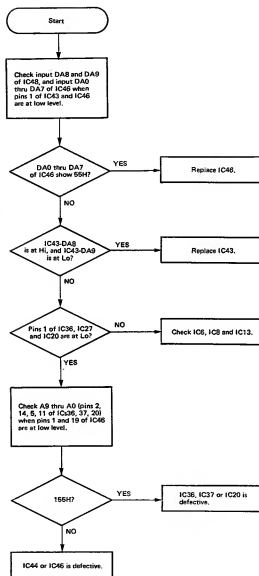 Start
Check input DA8 and DA9
of IC48, and input DA0
thru DA7 of IC46 when
pins 1 of IC43 and IC46
are at low level.
DA0 thru DA7
of IC46 show 55H?
YES
Replace IC46.
NO
IC43-DA8
is at Hi, and IC43-DA9
is at Lo?
YES
Replace IC43.
NO
Pins 1 of IC36, IC27
and IC20 are at Lo?
NO
Check IC6, IC8 and IC13.
YES
Check A9 thru A0 (pins 2,
14, 5, 11 of ICs36, 37, 20)
when pins 1 and 19 of IC46
are at low level.
155H?
YES
IC36, IC37 or IC20 is
defective.
NO
IC44 or IC46 is defective.